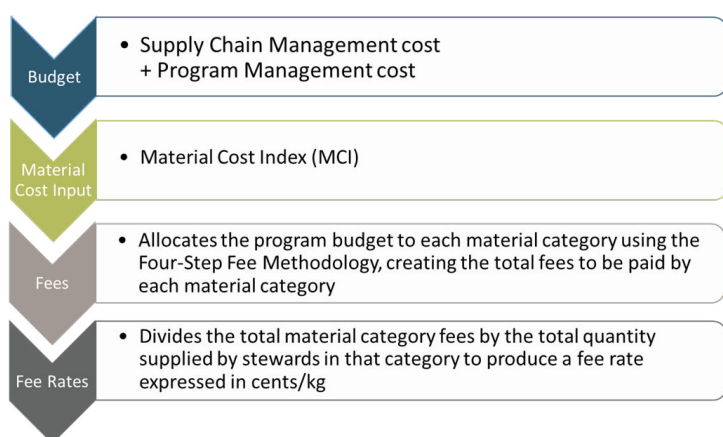 Budget
• Supply Chain Management cost
+ Program Management cost
Material
Cost Input
• Material Cost Index (MCI)
Fees
• Allocates the program budget to each material category using the
Four-Step Fee Methodology, creating the total fees to be paid by
each material category
Fee Rates
• Divides the total material category fees by the total quantity
supplied by stewards in that category to produce a fee rate
expressed in cents/kg